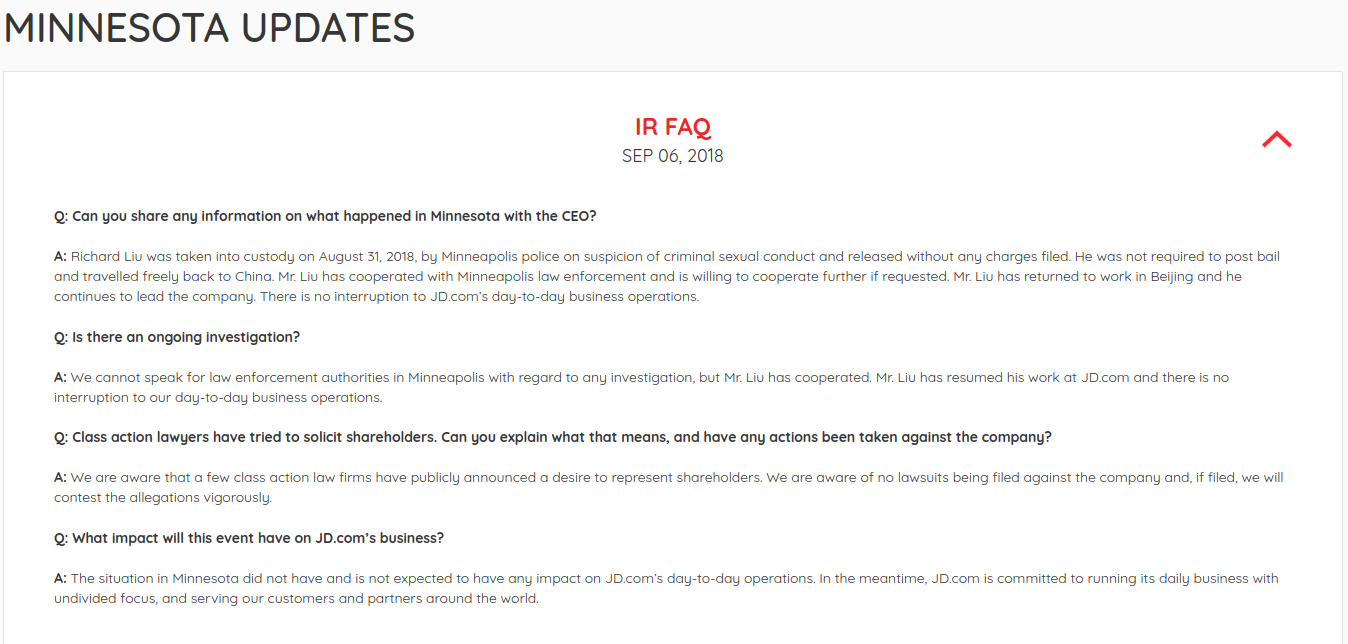 MINNESOTA UPDATES
IR FAQ
SEP 06, 2018
Q: Can you share any information on what happened in Minnesota with the CEO?
A: Richard Liu was taken into custody on August 31, 2018, by Minneapolis police on suspicion of criminal sexual conduct and released without any charges filed. He was not required to post bail
and travelled freely back to China. Mr. Liu has cooperated with Minneapolis law enforcement and is willing to cooperate further if requested. Mr. Liu has returned to work in Beijing and he
continues to lead the company. There is no interruption to JD.com’s day-to-day business operations.
Q: Is there an ongoing investigation?
A: We cannot speak for law enforcement authorities in Minneapolis with regard to any investigation, but Mr. Liu has cooperated. Mr. Liu has resumed his work at JD.com and there is no
interruption to our day-to-day business operations.
Q: Class action lawyers have tried to solicit shareholders. Can you explain what that means, and have any actions been taken against the company?
A: We are aware that a few class action law firms have publicly announced a desire to represent shareholders. We are aware of no lawsuits being filed against the company and, if filed, we will
contest the allegations vigorously.
Q: What impact will this event have on JD.com’s business?
A: The situation in Minnesota did not have and is not expected to have any impact on JD.com’s day-to-day operations. In the meantime, JD.com is committed to running its daily business with
undivided focus, and serving our customers and partners around the world.